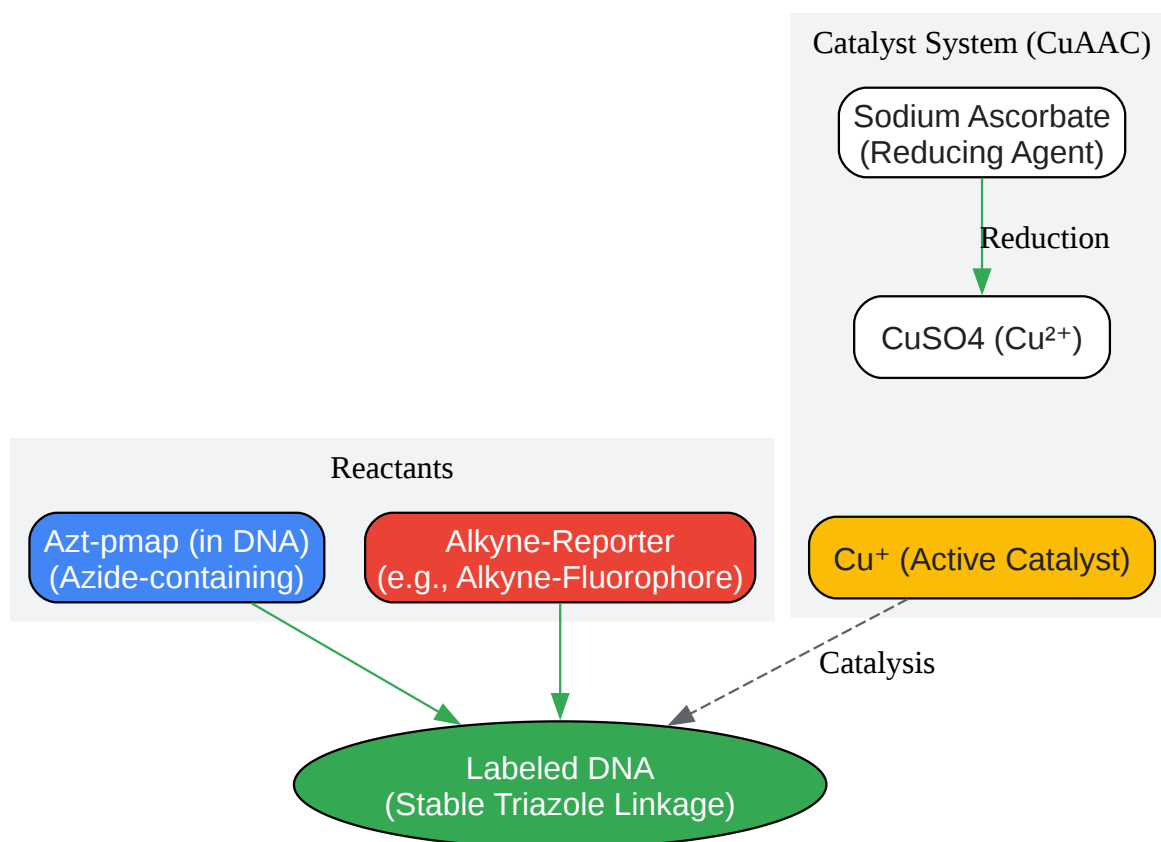 Catalyst System (CuAAC)
Sodium Ascorbate
(Reducing Agent)
Reduction
CuSO4 (Cu²⁺)
Reactants
Azt-pmap (in DNA)
(Azide-containing)
Alkyne-Reporter
(e.g., Alkyne-Fluorophore)
Cu⁺ (Active Catalyst)
Catalysis
Labeled DNA
(Stable Triazole Linkage)